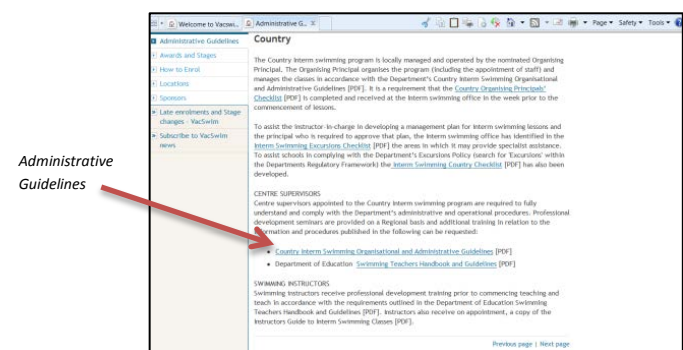 Welcome to Vacswi...
Administrative G...
Page
Safety
Tools
Administrative Guidelines
Awards and Stages
How to Enrol
Locations
Sponsors
Late enrolments and Stage
changes - VacSwim
Subscribe to VacSwim
news
Administrative
Guidelines
Country
The Country Interm swimming program is locally managed and operated by the nominated Organising
Principal. The Organising Principal organises the program (including the appointment of staff) and
manages the classes in accordance with the Department's Country Interm Swimming Organisational
and Administrative Guidelines [PDF]. It is a requirement that the Country Organising Principals'
Checklist [PDF] is completed and received at the interm swimming office in the week prior to the
commencement of lessons.
To assist the instructor-in-charge in developing a management plan for interm swimming lessons and
the principal who is required to approve that plan, the Interm swimming office has identified in the
Interm Swimming Excursions Checklist [PDF] the areas in which it may provide specialist assistance.
To assist schools in complying with the Department's Excursions Policy (search for 'Excursions' within
the Departments Regulatory Framework) the Interm Swimming Country Checklist [PDF] has also been
developed.
CENTRE SUPERVISORS
Centre supervisors appointed to the Country Interm swimming program are required to fully
understand and comply with the Department's administrative and operational procedures. Professional
development seminars are provided on a Regional basis and additional training in relation to the
information and procedures published in the following can be requested:
Country Interm Swimming Organisational and Administrative Guidelines [PDF]
Department of Education Swimming Teachers Handbook and Guidelines [PDF]
SWIMMING INSTRUCTORS
Swimming instructors receive professional development training prior to commencing teaching and
teach in accordance with the requirements outlined in the Department of Education Swimming
Teachers Handbook and Guidelines [PDF]. Instructors also receive on appointment, a copy of the
Instructors Guide to Interm Swimming Classes [PDF].
Previous page | Next page